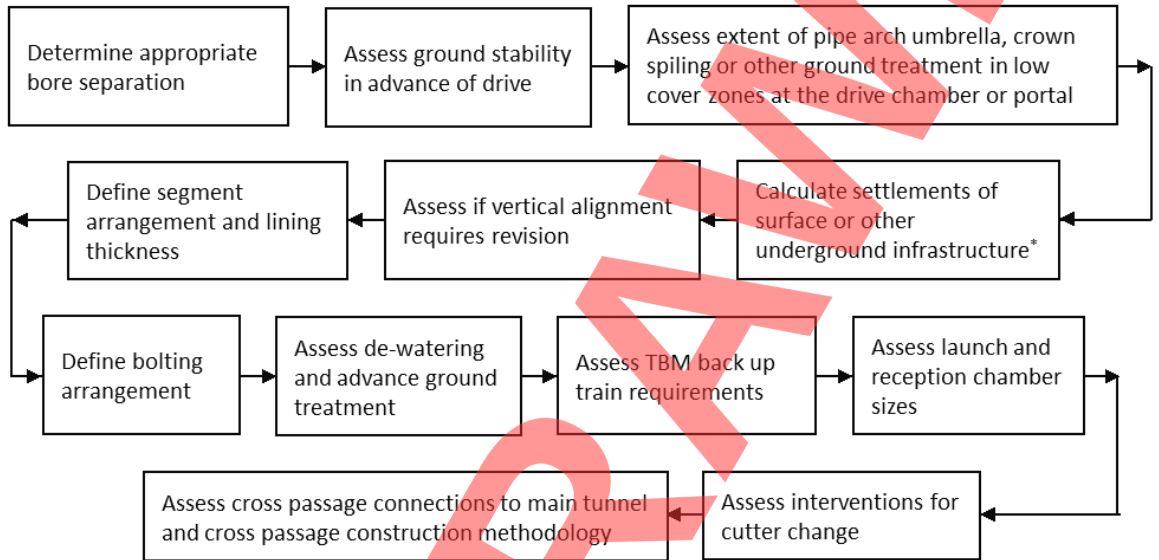 Determine appropriate
bore separation
Assess ground stability
in advance of drive
Assess extent of pipe arch umbrella, crown
spiling or other ground treatment in low
cover zones at the drive chamber or portal
Calculate settlements of
surface or other
underground infrastructure*
Assess if vertical alignment
requires revision
Define segment
arrangement and lining
thickness
Define bolting
arrangement
Assess de-watering
and advance ground
treatment
Assess TBM back up
train requirements
Assess launch and
reception chamber
sizes
Assess interventions for
cutter change
Assess cross passage connections to main tunnel
and cross passage construction methodology